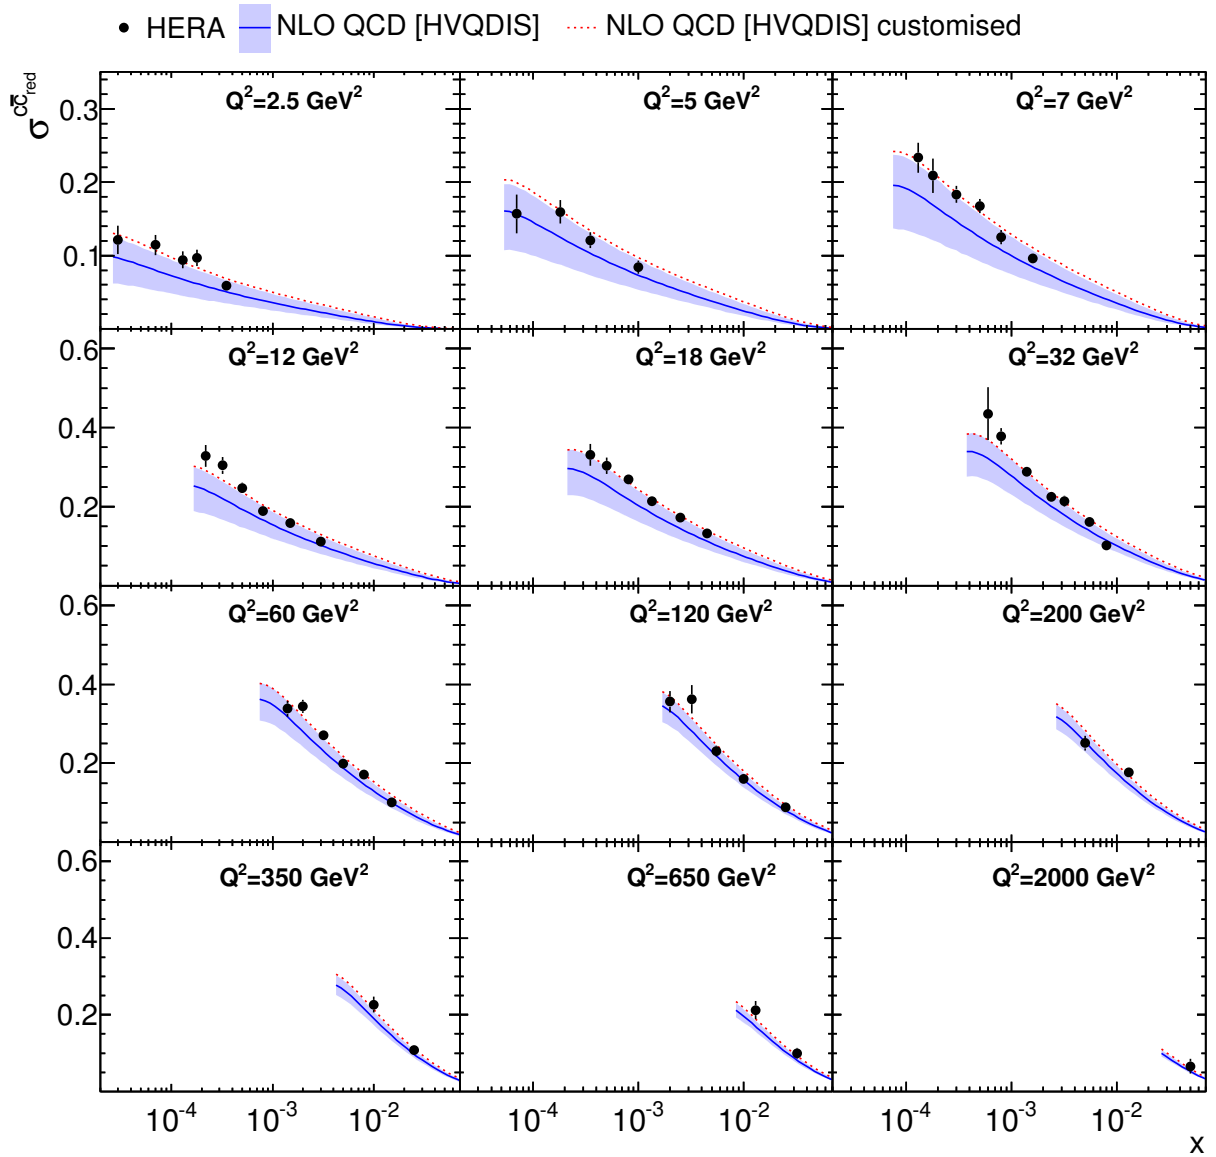 HERA NLO QCD [HVQDIS] NLO QCD [HVQDIS] customised
σ^{cc̅}_{red}
Q²=2.5 GeV² Q²=5 GeV² Q²=7 GeV²
0.3
0.2
0.1
Q²=12 GeV² Q²=18 GeV² Q²=32 GeV²
0.6
0.4
0.2
Q²=60 GeV² Q²=120 GeV² Q²=200 GeV²
0.6
0.4
0.2
Q²=350 GeV² Q²=650 GeV² Q²=2000 GeV²
0.6
0.4
0.2
10⁻⁴ 10⁻³ 10⁻² 10⁻⁴ 10⁻³ 10⁻² 10⁻⁴ 10⁻³ 10⁻²
x